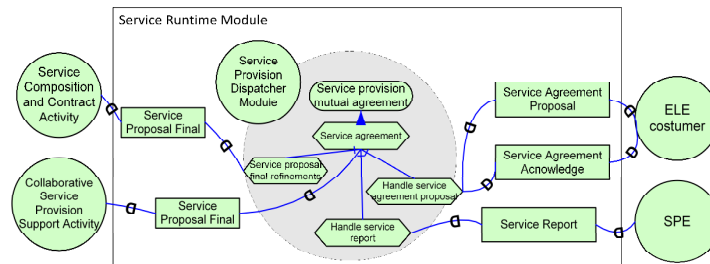 Service Runtime Module
Service
Composition
and Contract
Activity
Service
Proposal Final
Service
Provision
Dispatcher
Module
Service provision
mutual agreement
Service agreement
Service proposal
final refinements
Handle service
agreement proposal
Handle service
report
Service Agreement
Proposal
Service Agreement
Acnowledge
ELE
costumer
Collaborative
Service
Provision
Support Activity
Service
Proposal Final
Service Report
SPE
D
D
D
D
D
D
D
D
D
D